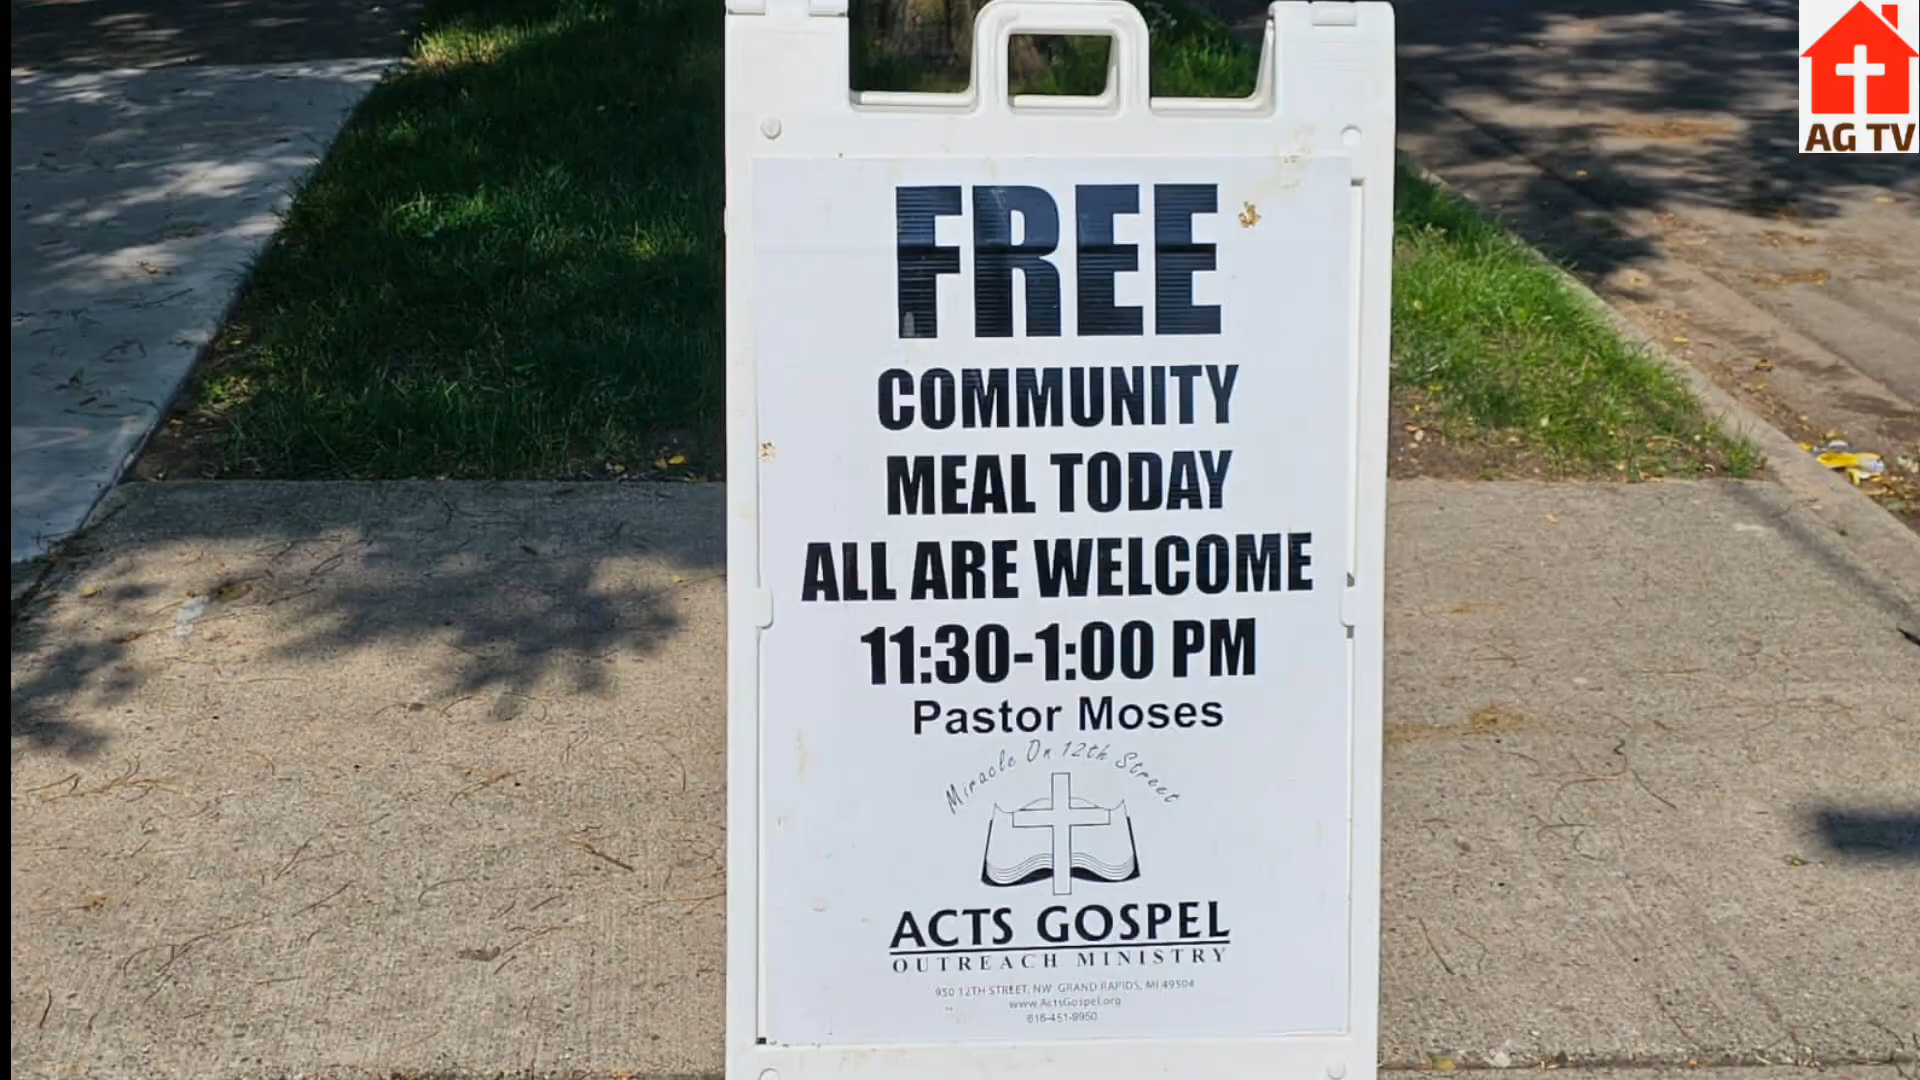 FREE
COMMUNITY
MEAL TODAY
ALL ARE WELCOME
11:30-1:00 PM
Pastor Moses
Miracle On 12th Street
ACTS GOSPEL
OUTREACH MINISTRY
950 12TH STREET, NW GRAND RAPIDS, MI 49504
www.ActsGospel.org
616-451-9950
AG TV